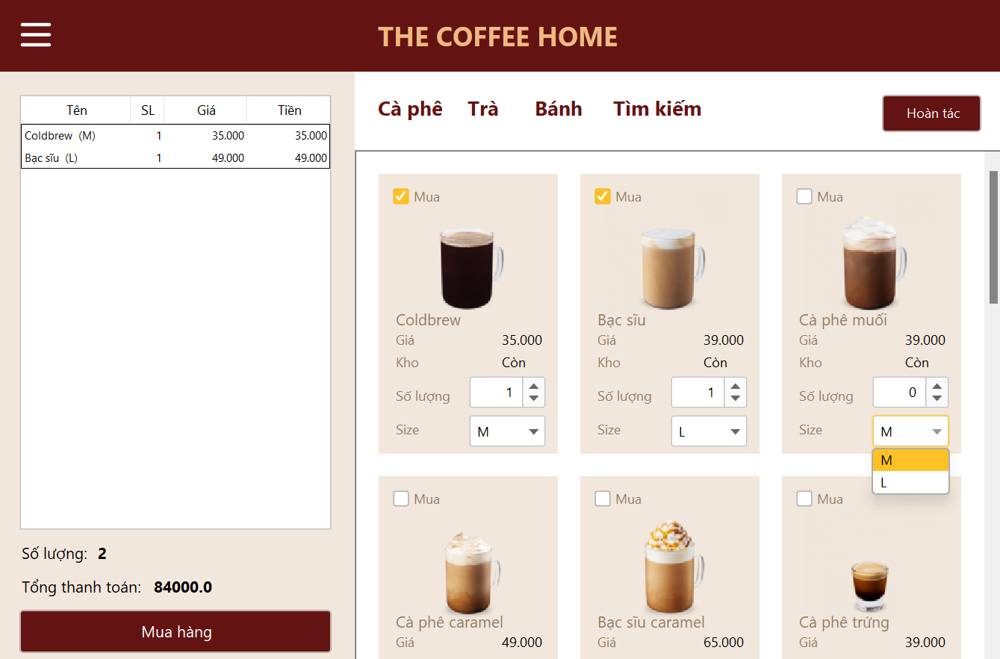 THE COFFEE HOME
Tên SL Giá Tiền
Coldbrew (M) 1 35.000 35.000
Bạc sĩu (L) 1 49.000 49.000
Số lượng: 2
Tổng thanh toán: 84000.0
Mua hàng
Cà phê Trà Bánh Tìm kiếm Hoàn tác
Mua
Coldbrew
Giá 35.000
Kho Còn
Số lượng 1
Size M
Mua
Bạc sĩu
Giá 39.000
Kho Còn
Số lượng 1
Size L
Mua
Cà phê muối
Giá 39.000
Kho Còn
Số lượng 0
Size M
M
L
Mua
Cà phê caramel
Giá 49.000
Mua
Bạc sĩu caramel
Giá 65.000
Mua
Cà phê trứng
Giá 39.000